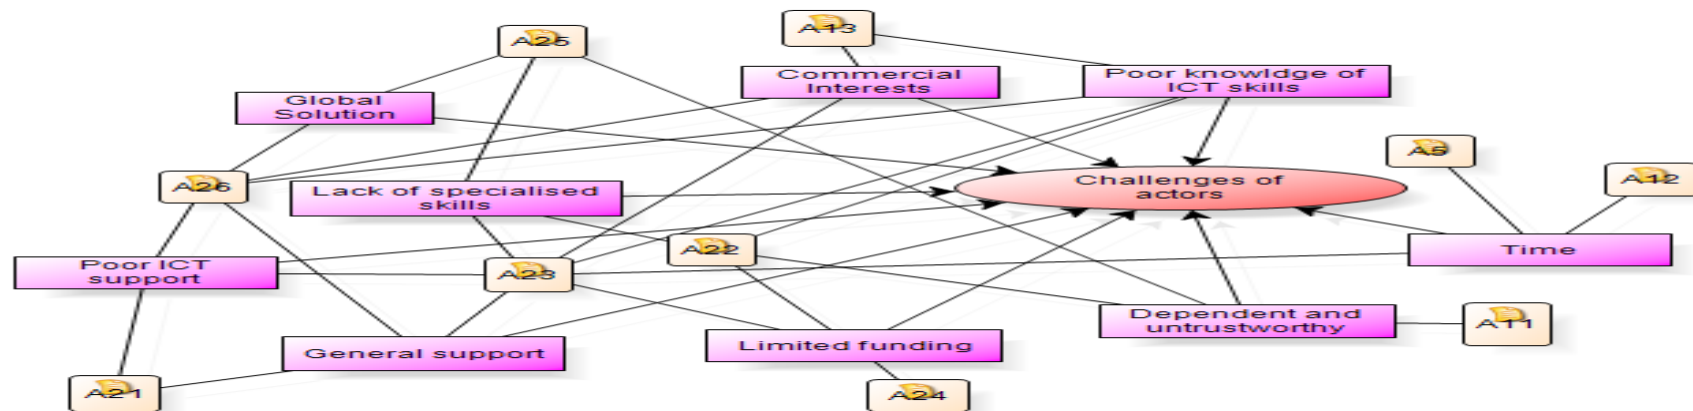 A13
A25
Commercial
Interests
Poor knowldge of
ICT skills
Global
Solution
A5
A26
Lack of specialised
skills
Challenges of
actors
A12
A22
Time
Poor ICT
support
A23
Dependent and
untrustworthy
A11
General support
Limited funding
A21
A24